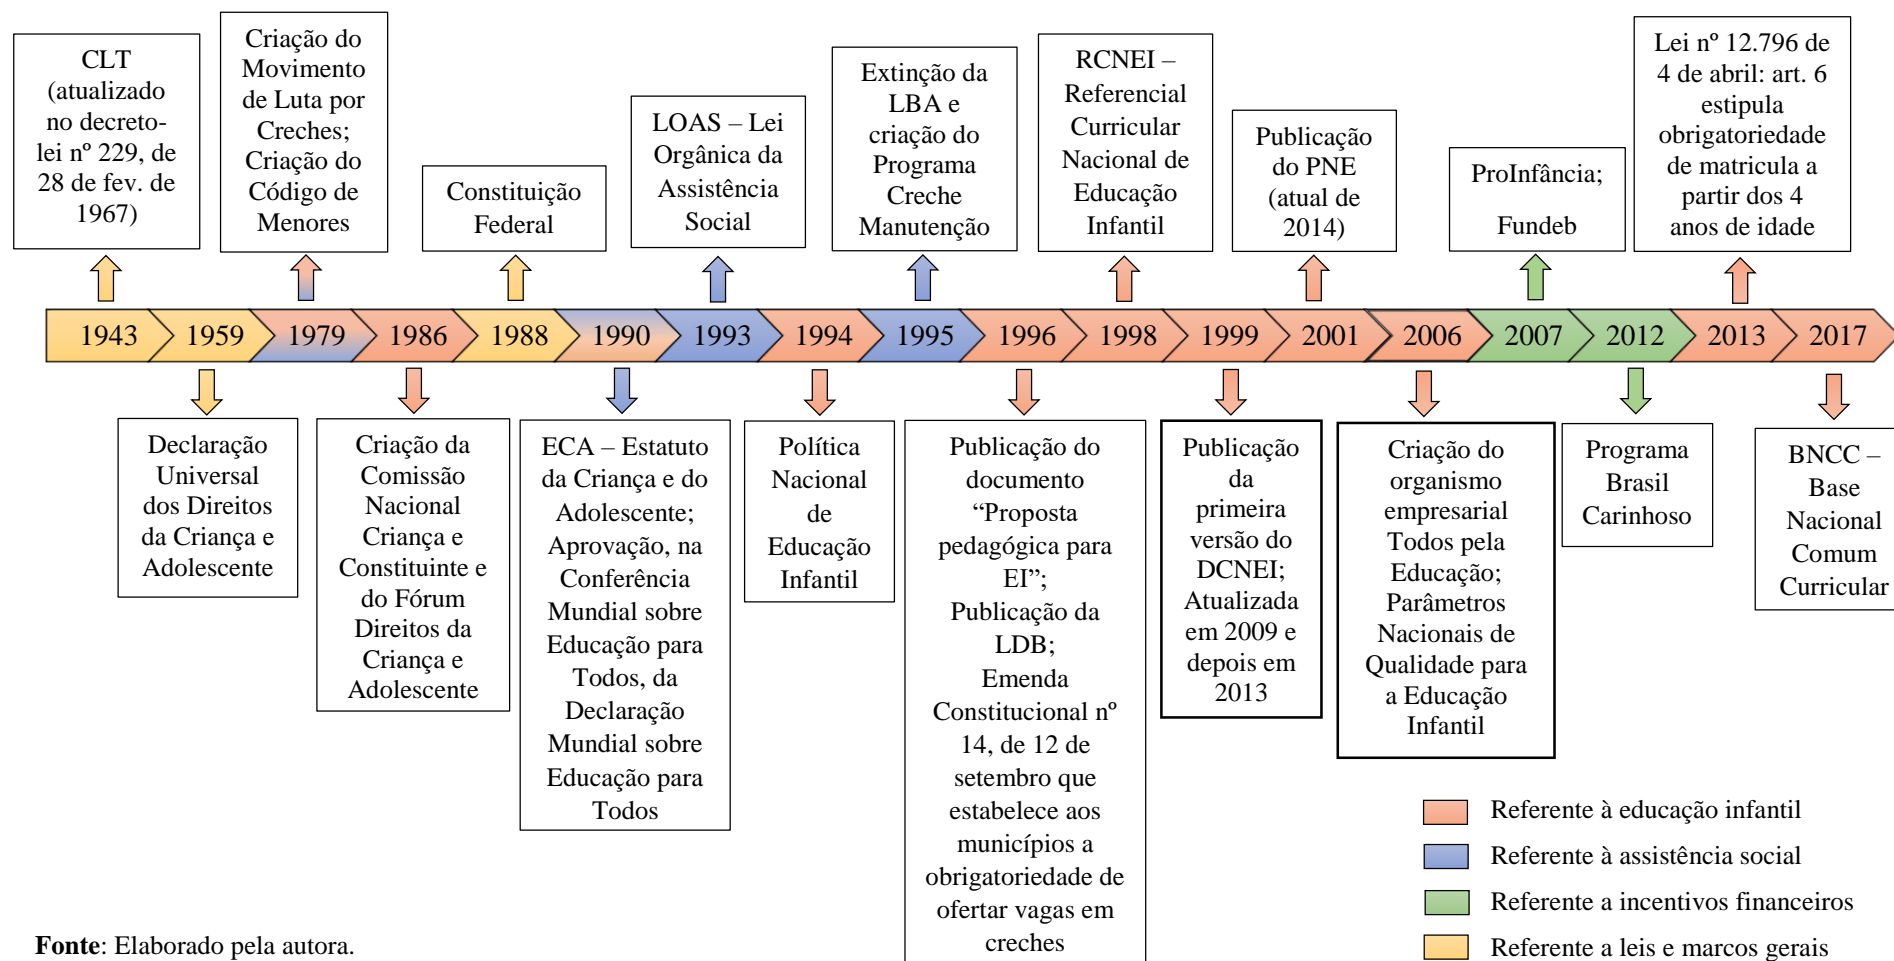 CLT
(atualizado
no decreto-
lei nº 229, de
28 de fev. de
1967)
Criação do
Movimento
de Luta por
Creches;
Criação do
Código de
Menores
Constituição
Federal
LOAS – Lei
Orgânica da
Assistência
Social
Extinção da
LBA e
criação do
Programa
Creche
Manutenção
RCNEI –
Referencial
Curricular
Nacional de
Educação
Infantil
Publicação
do PNE
(atual de
2014)
ProInfância;
Fundeb
Lei nº 12.796 de
4 de abril: art. 6
estipula
obrigatoriedade
de matricula a
partir dos 4
anos de idade
1943
1959
1979
1986
1988
1990
1993
1994
1995
1996
1998
1999
2001
2006
2007
2012
2013
2017
Declaração
Universal
dos Direitos
da Criança e
Adolescente
Criação da
Comissão
Nacional
Criança e
Constituinte e
do Fórum
Direitos da
Criança e
Adolescente
ECA – Estatuto
da Criança e do
Adolescente;
Aprovação, na
Conferência
Mundial sobre
Educação para
Todos, da
Declaração
Mundial sobre
Educação para
Todos
Política
Nacional
de
Educação
Infantil
Publicação do
documento
“Proposta
pedagógica para
EI”;
Publicação da
LDB;
Emenda
Constitucional nº
14, de 12 de
setembro que
estabelece aos
municípios a
obrigatoriedade de
ofertar vagas em
creches
Publicação
da
primeira
versão do
DCNEI;
Atualizada
em 2009 e
depois em
2013
Criação do
organismo
empresarial
Todos pela
Educação;
Parâmetros
Nacionais de
Qualidade para
a Educação
Infantil
Programa
Brasil
Carinhoso
BNCC –
Base
Nacional
Comum
Curricular
Referente à educação infantil
Referente à assistência social
Referente a incentivos financeiros
Referente a leis e marcos gerais
Fonte: Elaborado pela autora.